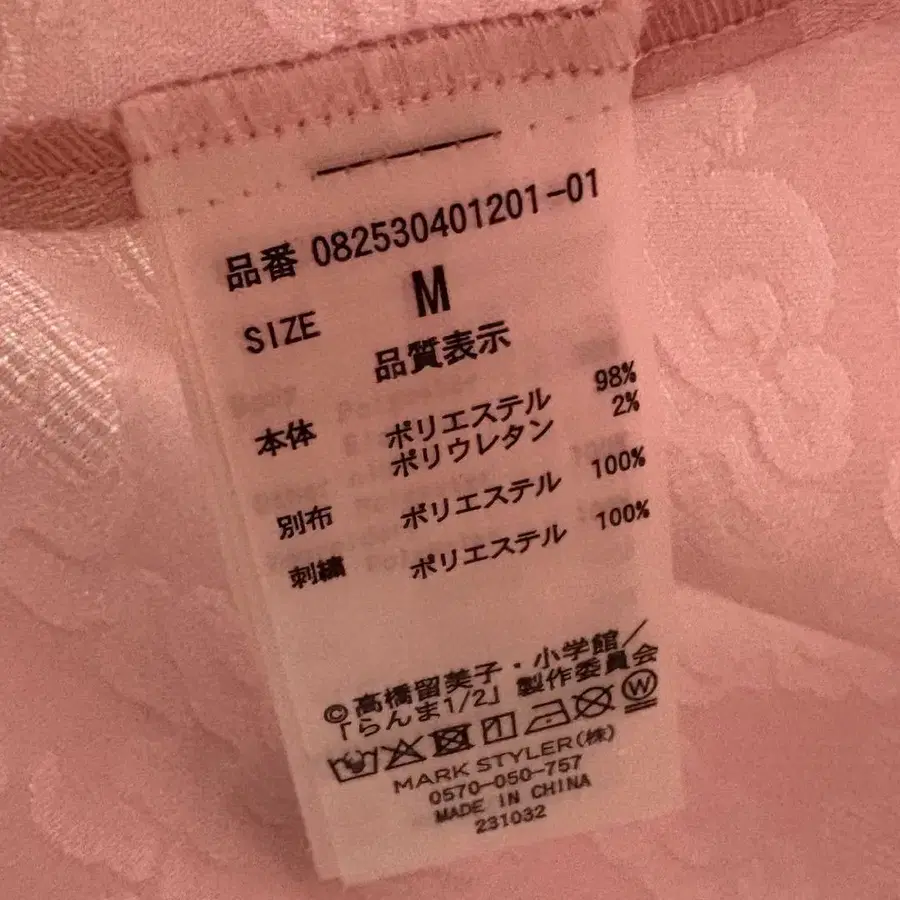 品番 082530401201-01
SIZE M
品質表示
本体 ポリエステル 98%
ポリウレタン 2%
別布 ポリエステル 100%
刺繍 ポリエステル 100%
©高橋留美子・小学館/
「らんま1/2」製作委員会
W
MARK STYLER(株)
0570-050-757
MADE IN CHINA
231032